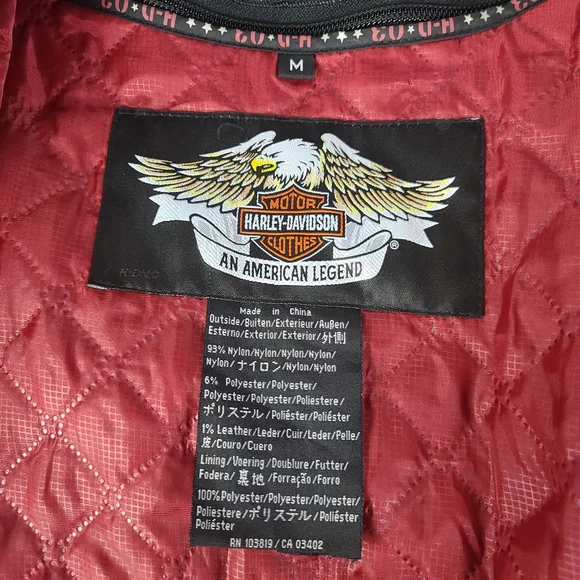 H-D 03 ★ H-D ★ 03 H-D
M
MOTOR
HARLEY-DAVIDSON
CLOTHES
®
AN AMERICAN LEGEND
Made in China
Outside/Buiten/Exterieur/Außen/
Esterno/Exterior/Exterior/外側
93% Nylon/Nylon/Nylon/Nylon/
Nylon/ナイロン/Nylon/Nylon
6% Polyester/Polyester/
Polyester/Polyester/Poliestere/
ポリステル/Poliéster/Poliéster
1% Leather/Leder/Cuir/Leder/Pelle/
皮/Couro/Cuero
Lining/Voering/Doublure/Futter/
Fodera/裏地/Forração/Forro
100% Polyester/Polyester/Polyester/Polyester
Poliestere/ポリステル/Poliéster
Poliéster
RN 103819 / CA 03402